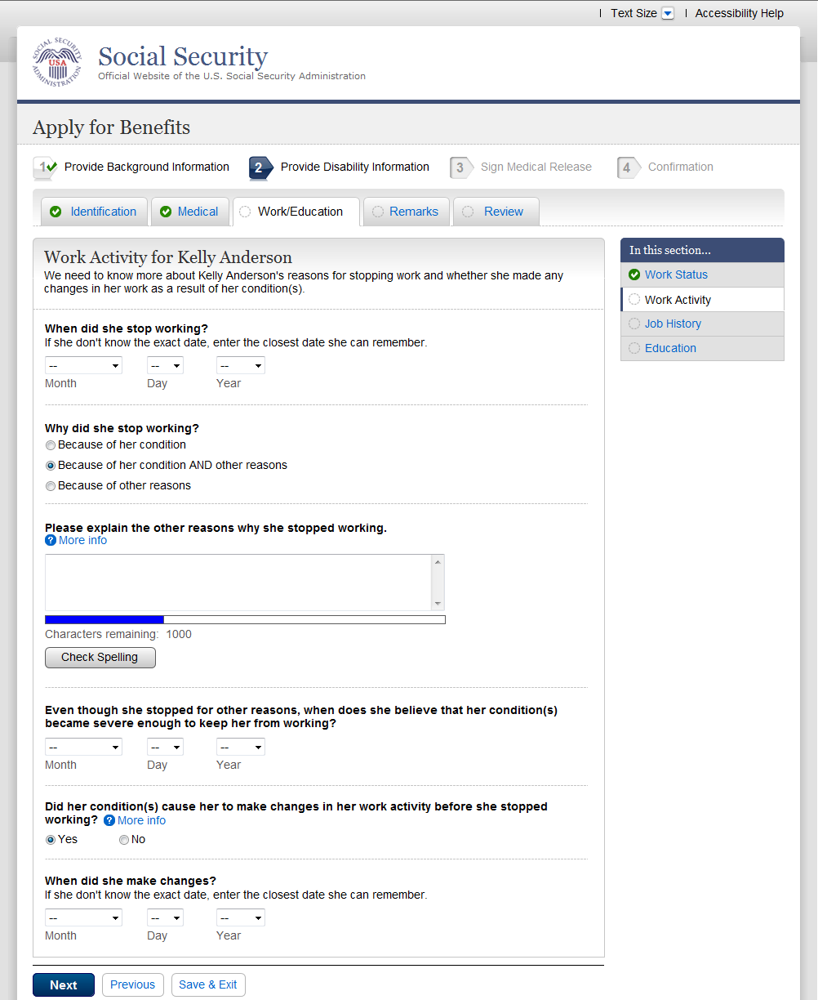 Text Size
Accessibility Help
SOCIAL SECURITY ADMINISTRATION
USA
Social Security
Official Website of the U.S. Social Security Administration
Apply for Benefits
1 Provide Background Information
2 Provide Disability Information
3 Sign Medical Release
4 Confirmation
Identification
Medical
Work/Education
Remarks
Review
Work Activity for Kelly Anderson
We need to know more about Kelly Anderson's reasons for stopping work and whether she made any
changes in her work as a result of her condition(s).
In this section...
Work Status
Work Activity
Job History
Education
When did she stop working?
If she don't know the exact date, enter the closest date she can remember.
-- -- --
Month Day Year
Why did she stop working?
Because of her condition
Because of her condition AND other reasons
Because of other reasons
Please explain the other reasons why she stopped working.
? More info
Characters remaining: 1000
Check Spelling
Even though she stopped for other reasons, when does she believe that her condition(s)
became severe enough to keep her from working?
-- -- --
Month Day Year
Did her condition(s) cause her to make changes in her work activity before she stopped
working? ? More info
Yes No
When did she make changes?
If she don't know the exact date, enter the closest date she can remember.
-- -- --
Month Day Year
Next Previous Save & Exit